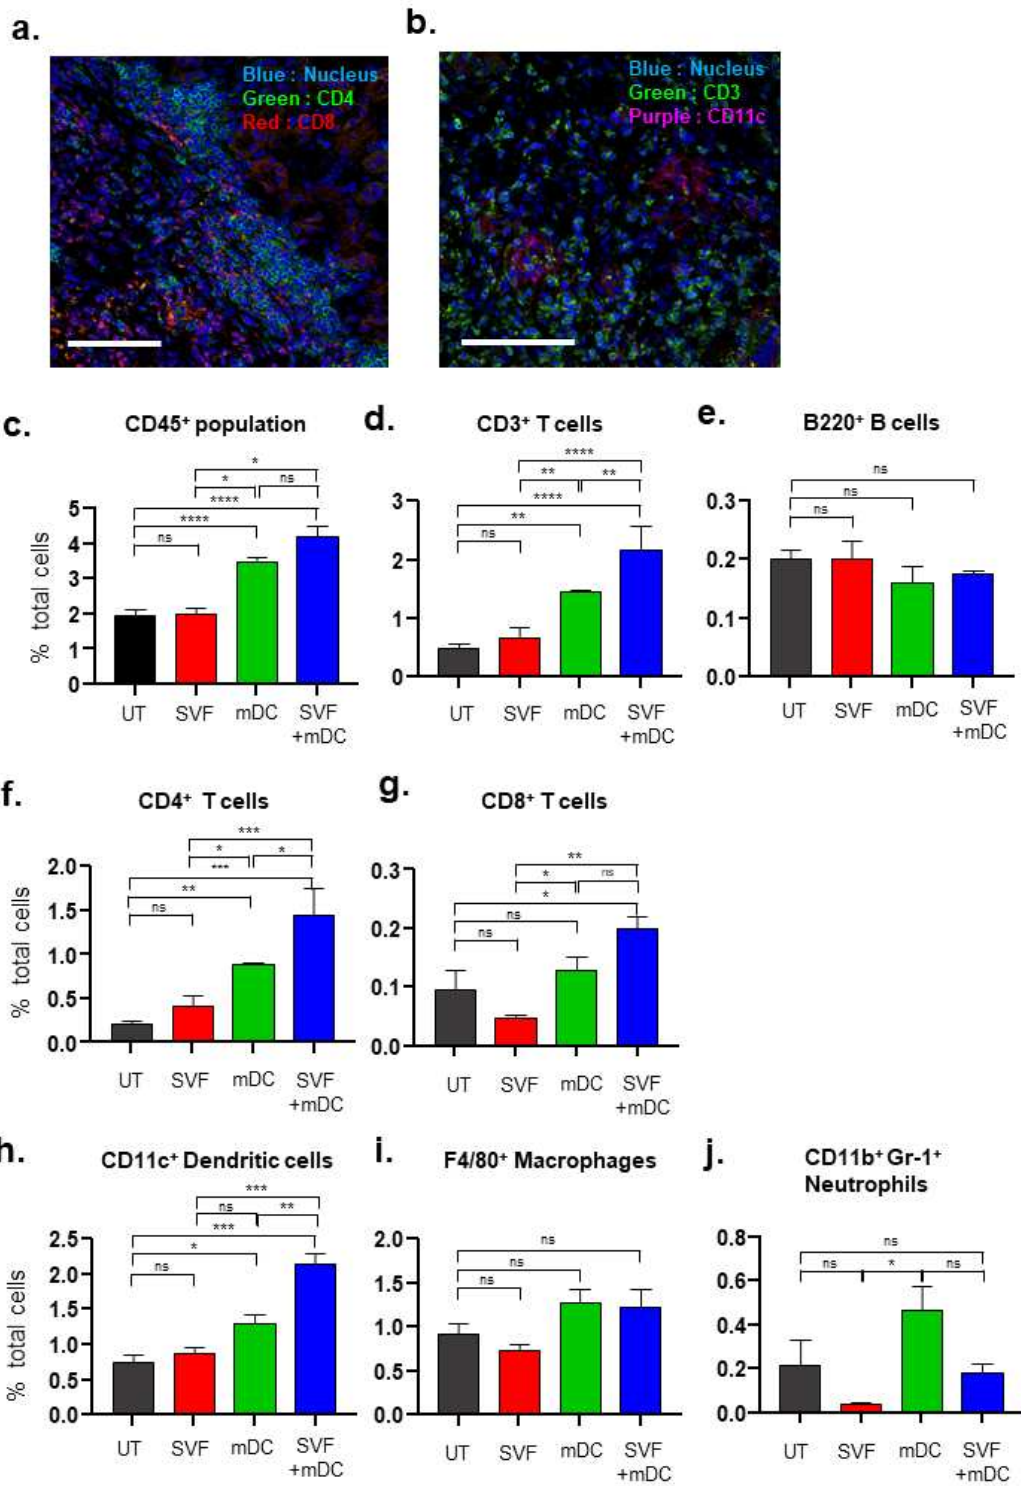 a.
Blue : Nucleus
Green : CD4
Red : CD8
b.
Blue : Nucleus
Green : CD3
Purple : CD11c
c.
CD45+ population
*
* ns
****
****
ns
5
4
3
2
1
0
% total cells
UT SVF mDC SVF
+mDC
d.
CD3+ T cells
****
** **
****
**
ns
3
2
1
0
UT SVF mDC SVF
+mDC
e.
B220+ B cells
ns
ns
ns
0.3
0.2
0.1
0.0
UT SVF mDC SVF
+mDC
f.
CD4+ T cells
***
* *
***
**
ns
2.0
1.5
1.0
0.5
0.0
% total cells
UT SVF mDC SVF
+mDC
g.
CD8+ T cells
**
* ns
*
ns
ns
0.3
0.2
0.1
0.0
UT SVF mDC SVF
+mDC
h.
CD11c+ Dendritic cells
***
ns **
***
*
ns
2.5
2.0
1.5
1.0
0.5
0.0
% total cells
UT SVF mDC SVF
+mDC
i.
F4/80+ Macrophages
ns
ns
ns
2.0
1.5
1.0
0.5
0.0
UT SVF mDC SVF
+mDC
j.
CD11b+ Gr-1+
Neutrophils
ns
ns * ns
0.8
0.6
0.4
0.2
0.0
UT SVF mDC SVF
+mDC